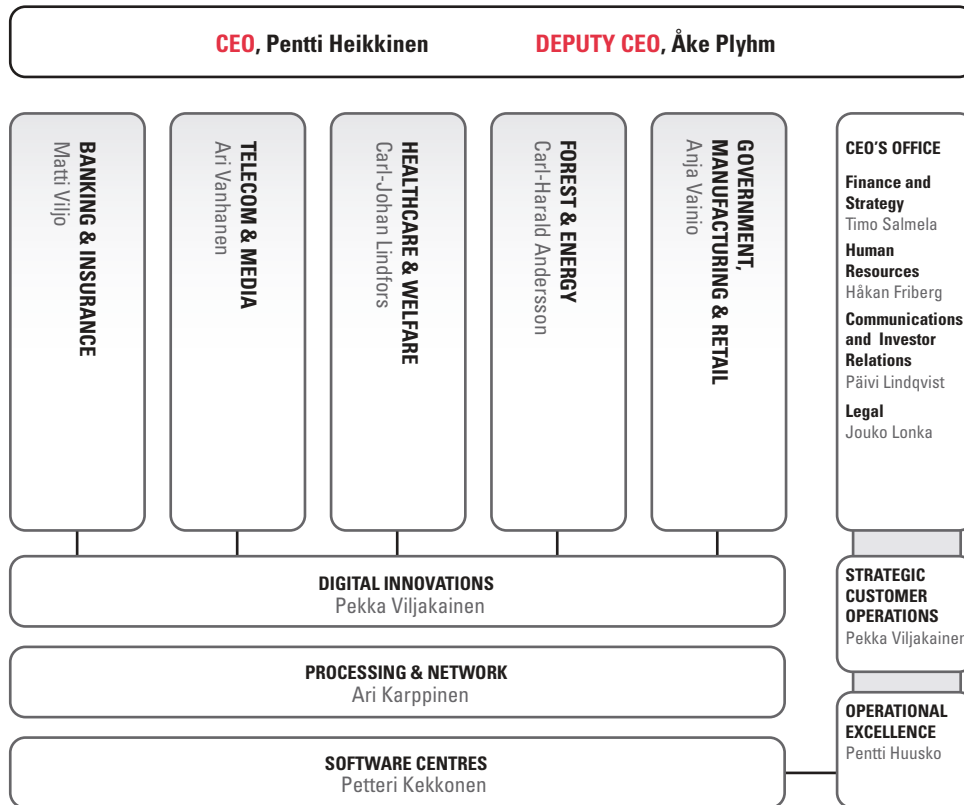 CEO, Pentti Heikkinen DEPUTY CEO, Åke Plyhm
BANKING & INSURANCE
Matti Viljo
TELECOM & MEDIA
Ari Vanhanen
HEALTHCARE & WELFARE
Carl-Johan Lindfors
FOREST & ENERGY
Carl-Harald Andersson
GOVERNMENT,
MANUFACTURING & RETAIL
Anja Vainio
CEO'S OFFICE
Finance and
Strategy
Timo Salmela
Human
Resources
Håkan Friberg
Communications
and Investor
Relations
Päivi Lindqvist
Legal
Jouko Lonka
DIGITAL INNOVATIONS
Pekka Viljakainen
STRATEGIC
CUSTOMER
OPERATIONS
Pekka Viljakainen
PROCESSING & NETWORK
Ari Karppinen
OPERATIONAL
EXCELLENCE
Pentti Huusko
SOFTWARE CENTRES
Petteri Kekkonen